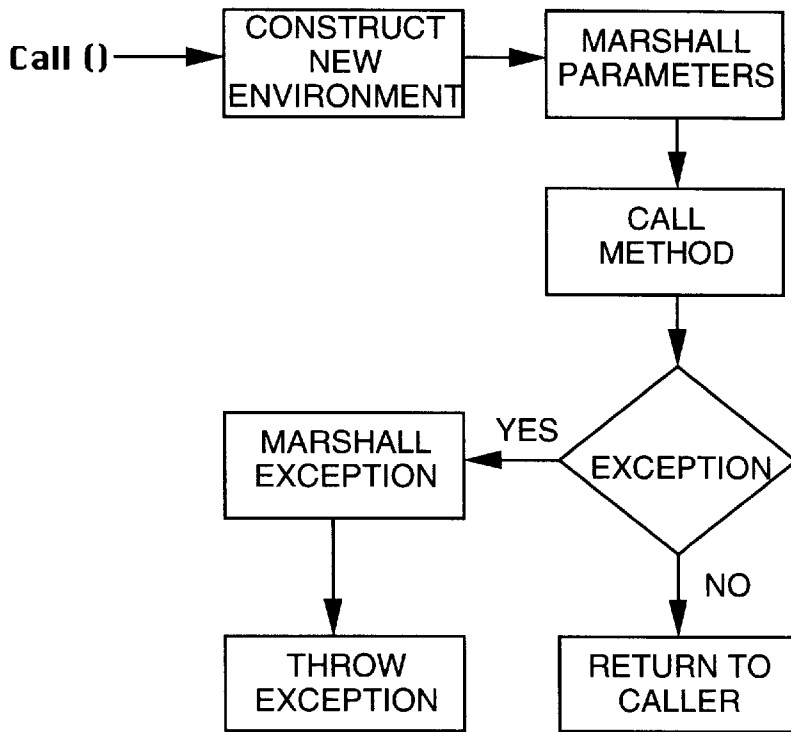 Call ()
CONSTRUCT
NEW
ENVIRONMENT
MARSHALL
PARAMETERS
CALL
METHOD
EXCEPTION
YES
MARSHALL
EXCEPTION
THROW
EXCEPTION
NO
RETURN TO
CALLER